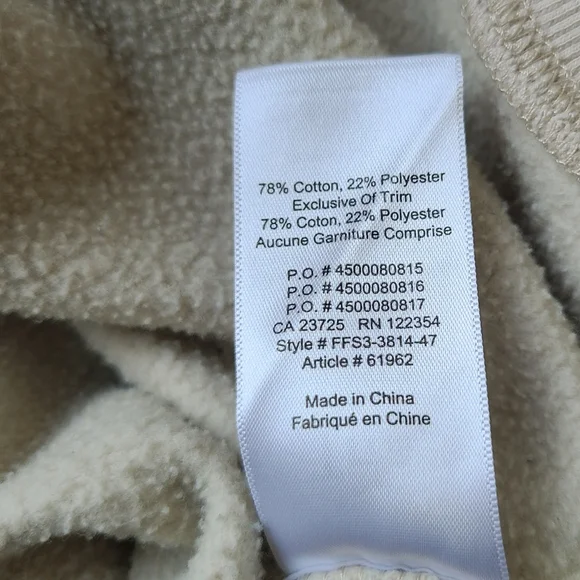 78% Cotton, 22% Polyester
Exclusive Of Trim
78% Coton, 22% Polyester
Aucune Garniture Comprise
P.O. # 4500080815
P.O. # 4500080816
P.O. # 4500080817
CA 23725 RN 122354
Style # FFS3-3814-47
Article # 61962
Made in China
Fabriqué en Chine